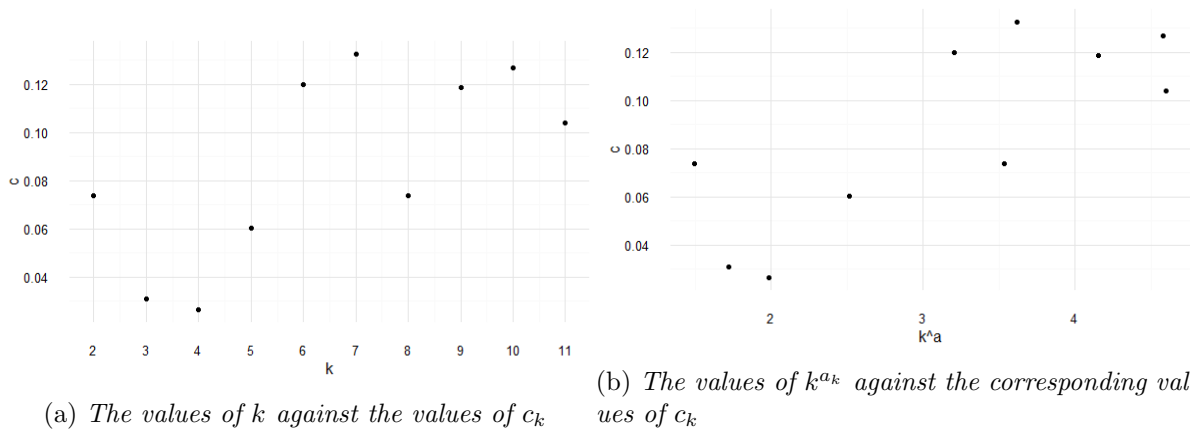 0.12
0.10
c 0.08
0.06
0.04
2 3 4 5 6 7 8 9 10 11
k
(a) The values of k against the values of c_k
0.12
0.10
c 0.08
0.06
0.04
2 3 4
k^a
(b) The values of k^{a_k} against the corresponding val
ues of c_k